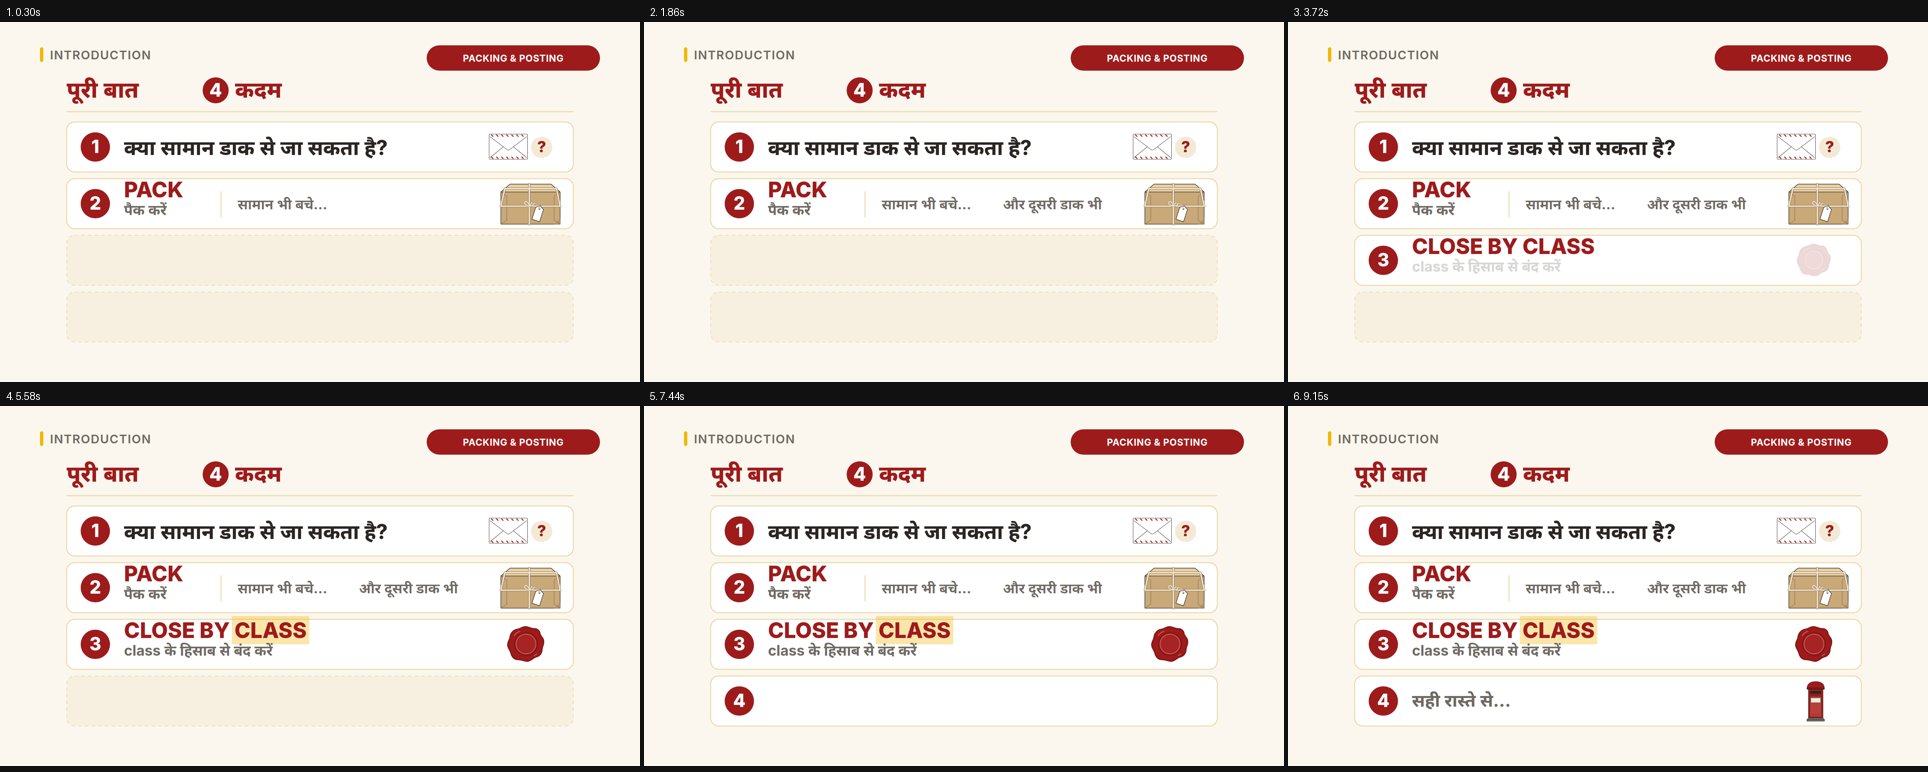 1. 0.30s
INTRODUCTION
PACKING & POSTING
पूरी बात 4 कदम
1 क्या सामान डाक से जा सकता है? ?
2 PACK
पैक करें
सामान भी बचे...
2. 1.86s
INTRODUCTION
PACKING & POSTING
पूरी बात 4 कदम
1 क्या सामान डाक से जा सकता है? ?
2 PACK
पैक करें
सामान भी बचे... और दूसरी डाक भी
3. 3.72s
INTRODUCTION
PACKING & POSTING
पूरी बात 4 कदम
1 क्या सामान डाक से जा सकता है? ?
2 PACK
पैक करें
सामान भी बचे... और दूसरी डाक भी
3 CLOSE BY CLASS
class के हिसाब से बंद करें
4. 5.58s
INTRODUCTION
PACKING & POSTING
पूरी बात 4 कदम
1 क्या सामान डाक से जा सकता है? ?
2 PACK
पैक करें
सामान भी बचे... और दूसरी डाक भी
3 CLOSE BY CLASS
class के हिसाब से बंद करें
5. 7.44s
INTRODUCTION
PACKING & POSTING
पूरी बात 4 कदम
1 क्या सामान डाक से जा सकता है? ?
2 PACK
पैक करें
सामान भी बचे... और दूसरी डाक भी
3 CLOSE BY CLASS
class के हिसाब से बंद करें
4
6. 9.15s
INTRODUCTION
PACKING & POSTING
पूरी बात 4 कदम
1 क्या सामान डाक से जा सकता है? ?
2 PACK
पैक करें
सामान भी बचे... और दूसरी डाक भी
3 CLOSE BY CLASS
class के हिसाब से बंद करें
4 सही रास्ते से...